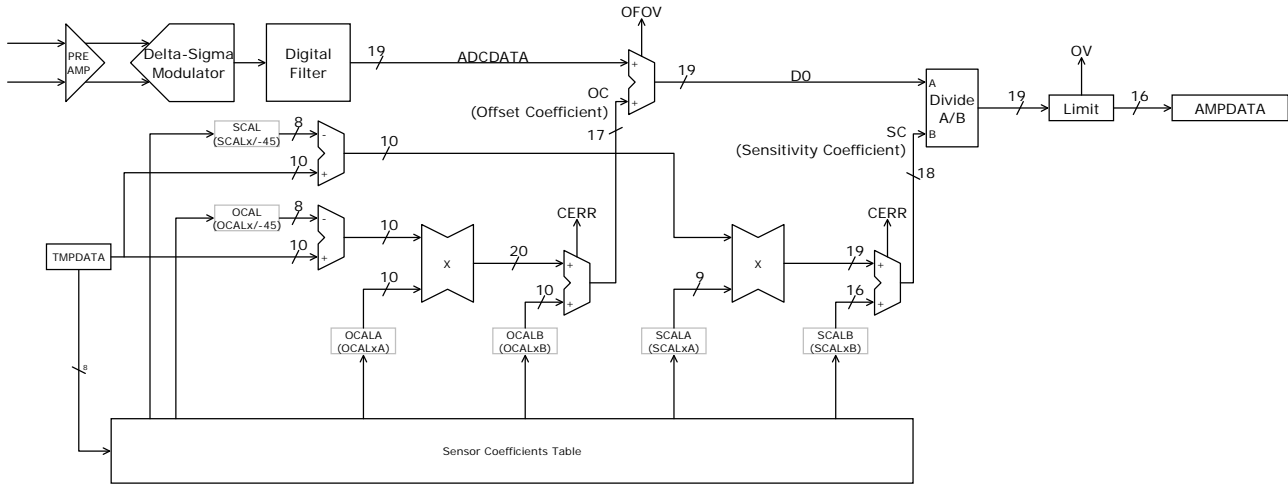 OFOV
PRE
AMP
Delta-Sigma
Modulator
Digital
Filter
19
ADCDATA
+
+
19
D0
OC
(Offset Coefficient)
17
A
Divide
A/B
B
19
OV
Limit
16
AMPDATA
SC
(Sensitivity Coefficient)
18
SCAL
(SCALx/-45)
8
-
10
+
10
OCAL
(OCALx/-45)
8
-
10
+
10
TMPDATA
X
20
10
CERR
+
10
+
X
9
19
CERR
+
16
+
OCALA
(OCALxA)
OCALB
(OCALxB)
SCALA
(SCALxA)
SCALB
(SCALxB)
8
Sensor Coefficients Table